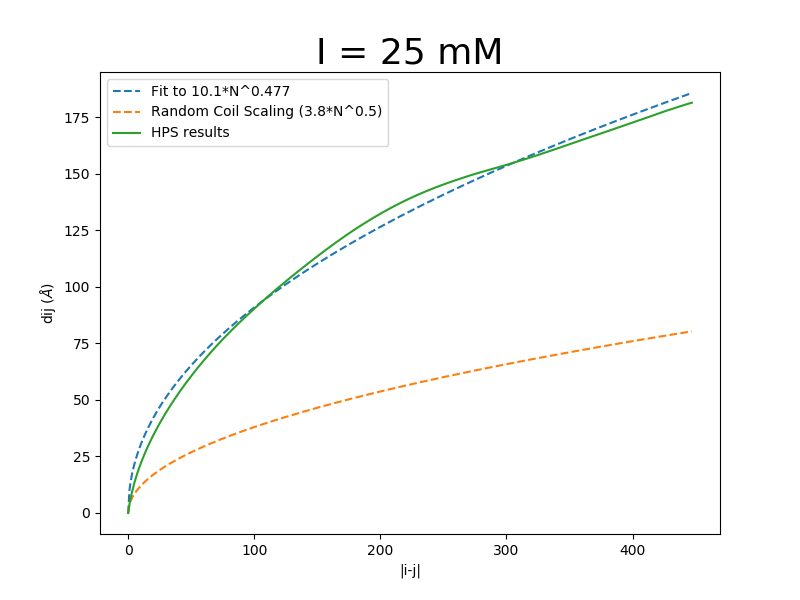 I = 25 mM
Fit to 10.1*N^0.477
Random Coil Scaling (3.8*N^0.5)
HPS results
175
150
125
100
75
50
25
0
dij (Å)
0 100 200 300 400
|i-j|